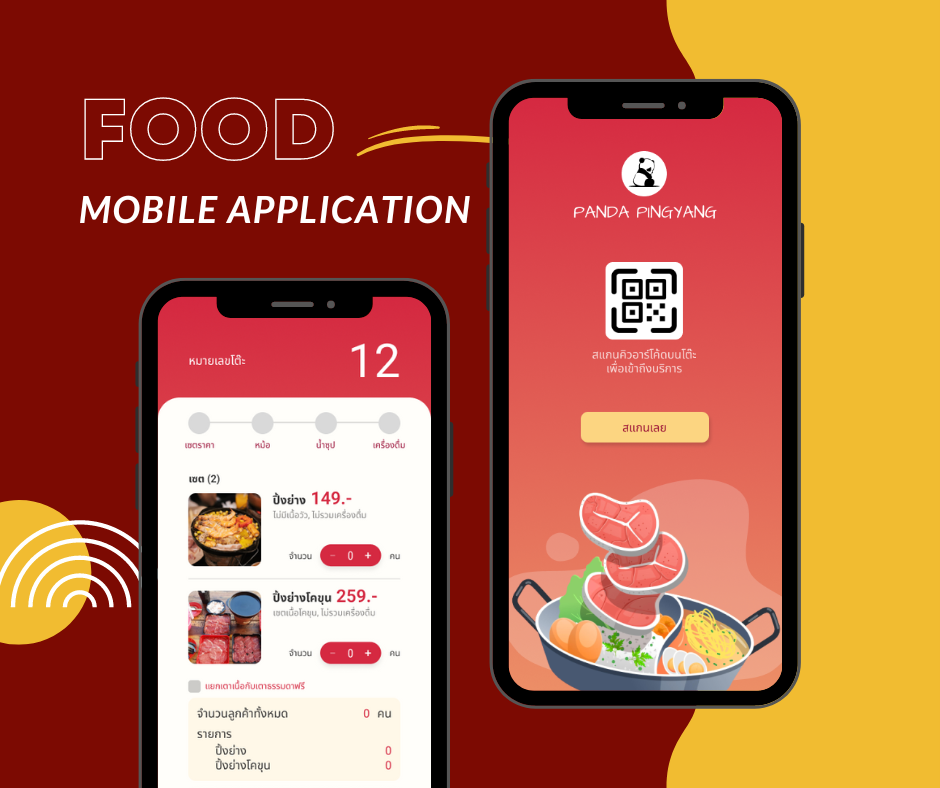 FOOD
MOBILE APPLICATION
PANDA PINGYANG
สแกนคิวอาร์โค้ดบนโต๊ะ
เพื่อเข้าถึงบริการ
สแกนเลย
หมายเลขโต๊ะ 12
เซตราคา หม้อ น้ำซุป เครื่องดื่ม
เซต (2)
ปิ้งย่าง 149.-
ไม่มีเนื้อวัว, ไม่รวมเครื่องดื่ม
จำนวน - 0 + คน
ปิ้งย่างโคขุน 259.-
เซตเนื้อโคขุน, ไม่รวมเครื่องดื่ม
จำนวน - 0 + คน
แยกเตาเนื้อกับเตาธรรมดาฟรี
จำนวนลูกค้าทั้งหมด 0 คน
รายการ
ปิ้งย่าง 0
ปิ้งย่างโคขุน 0